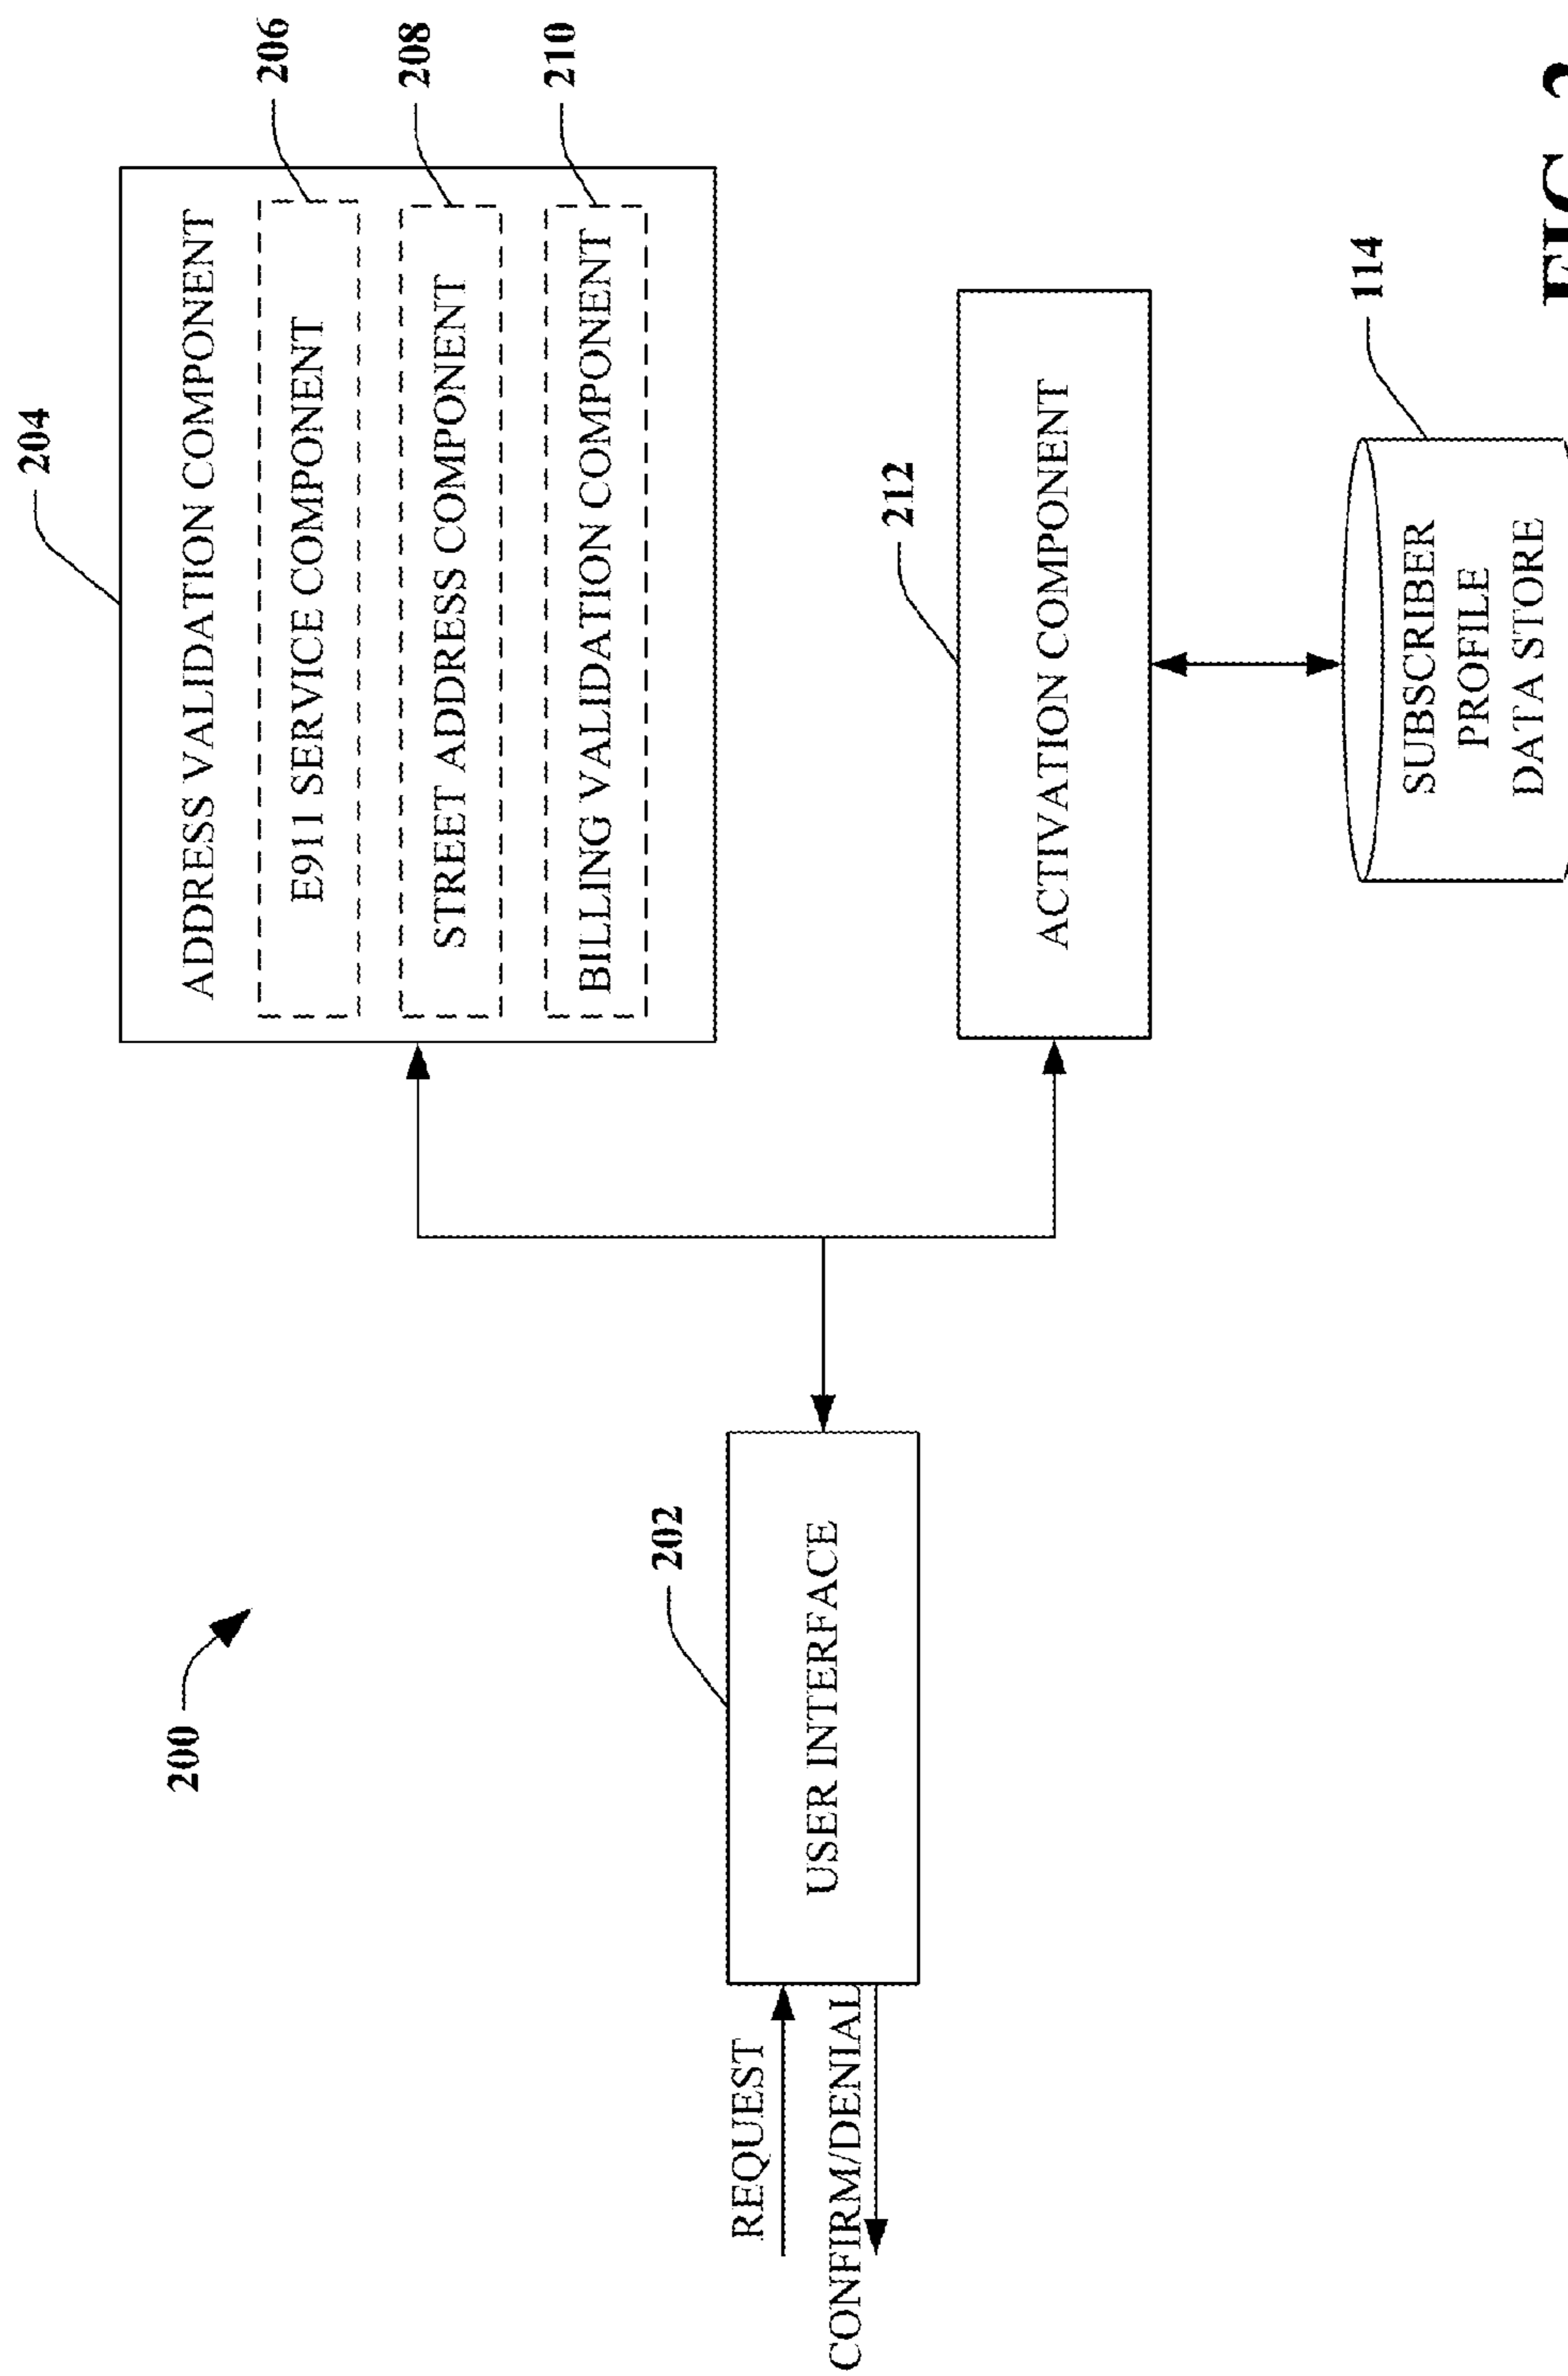 200
204
ADDRESS VALIDATION COMPONENT
E911 SERVICE COMPONENT
206
STREET ADDRESS COMPONENT
208
BILLING VALIDATION COMPONENT
210
202
REQUEST
USER INTERFACE
CONFIRM/DENIAL
212
ACTIVATION COMPONENT
114
SUBSCRIBER
PROFILE
DATA STORE